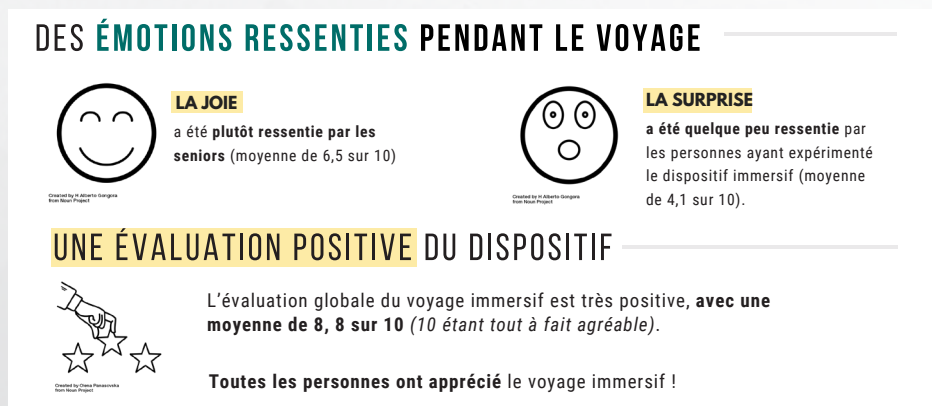 DES ÉMOTIONS RESSENTIES PENDANT LE VOYAGE
LA JOIE
a été plutôt ressentie par les
seniors (moyenne de 6,5 sur 10)
Created by H Alberto Gongora
from Noun Project
LA SURPRISE
a été quelque peu ressentie par
les personnes ayant expérimenté
le dispositif immersif (moyenne
de 4,1 sur 10).
Created by H Alberto Gongora
from Noun Project
UNE ÉVALUATION POSITIVE DU DISPOSITIF
L'évaluation globale du voyage immersif est très positive, avec une
moyenne de 8, 8 sur 10 (10 étant tout à fait agréable).
Created by Olena Panasovska
from Noun Project
Toutes les personnes ont apprécié le voyage immersif !